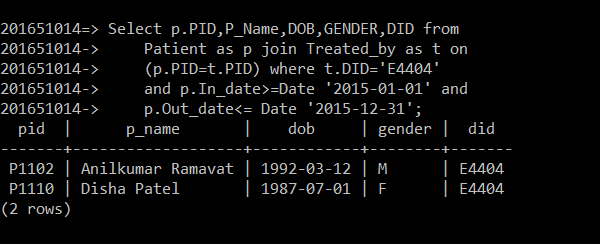 201651014=> Select p.PID,P_Name,DOB,GENDER,DID from
201651014-> Patient as p join Treated_by as t on
201651014-> (p.PID=t.PID) where t.DID='E4404'
201651014-> and p.In_date>=Date '2015-01-01' and
201651014-> p.Out_date<= Date '2015-12-31';
pid | p_name | dob | gender | did
-------+-------------------+------------+--------+-------
P1102 | Anilkumar Ramavat | 1992-03-12 | M | E4404
P1110 | Disha Patel | 1987-07-01 | F | E4404
(2 rows)